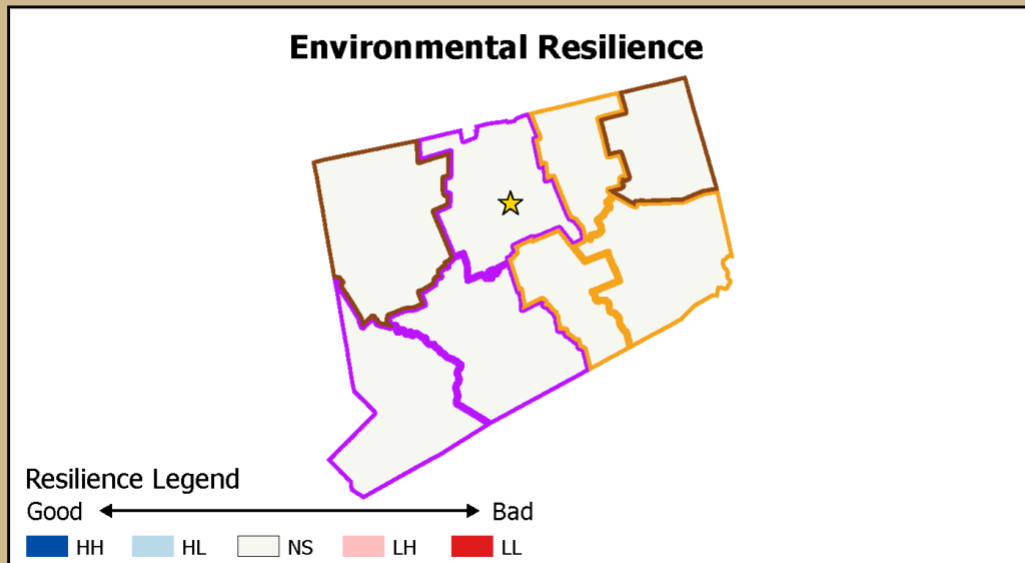 Environmental Resilience
Resilience Legend
Good Bad
HH HL NS LH LL